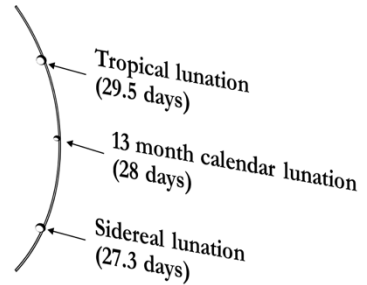 Tropical lunation
(29.5 days)
13 month calendar lunation
(28 days)
Sidereal lunation
(27.3 days)